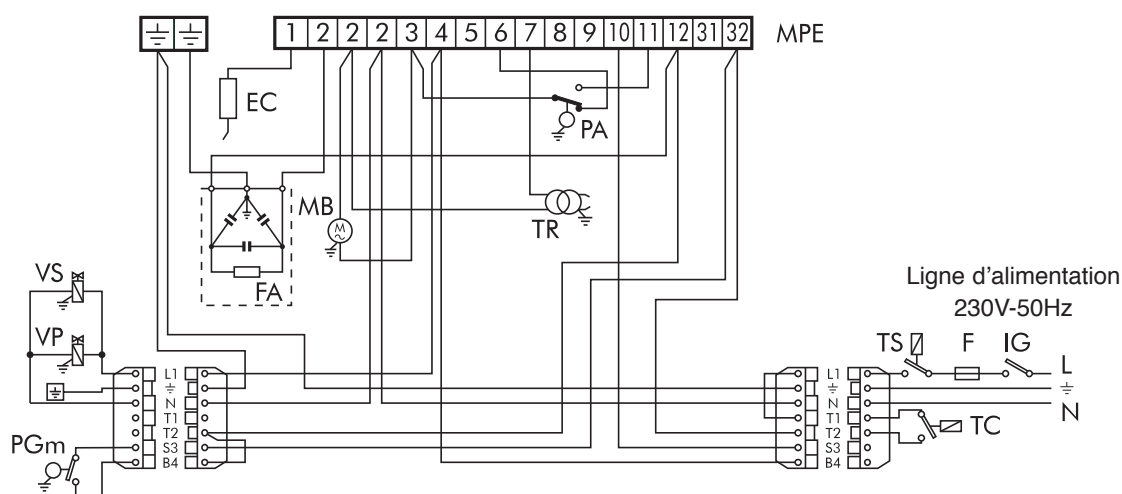 1 2 2 2 3 4 5 6 7 8 9 10 11 12 31 32 MPE
EC
PA
MB
M
TR
FA
VS
VP
Ligne d'alimentation
230V-50Hz
TS F IG
L
N
L1
N
T1
T2
S3
B4
L1
N
T1
T2
S3
B4
TC
PGm